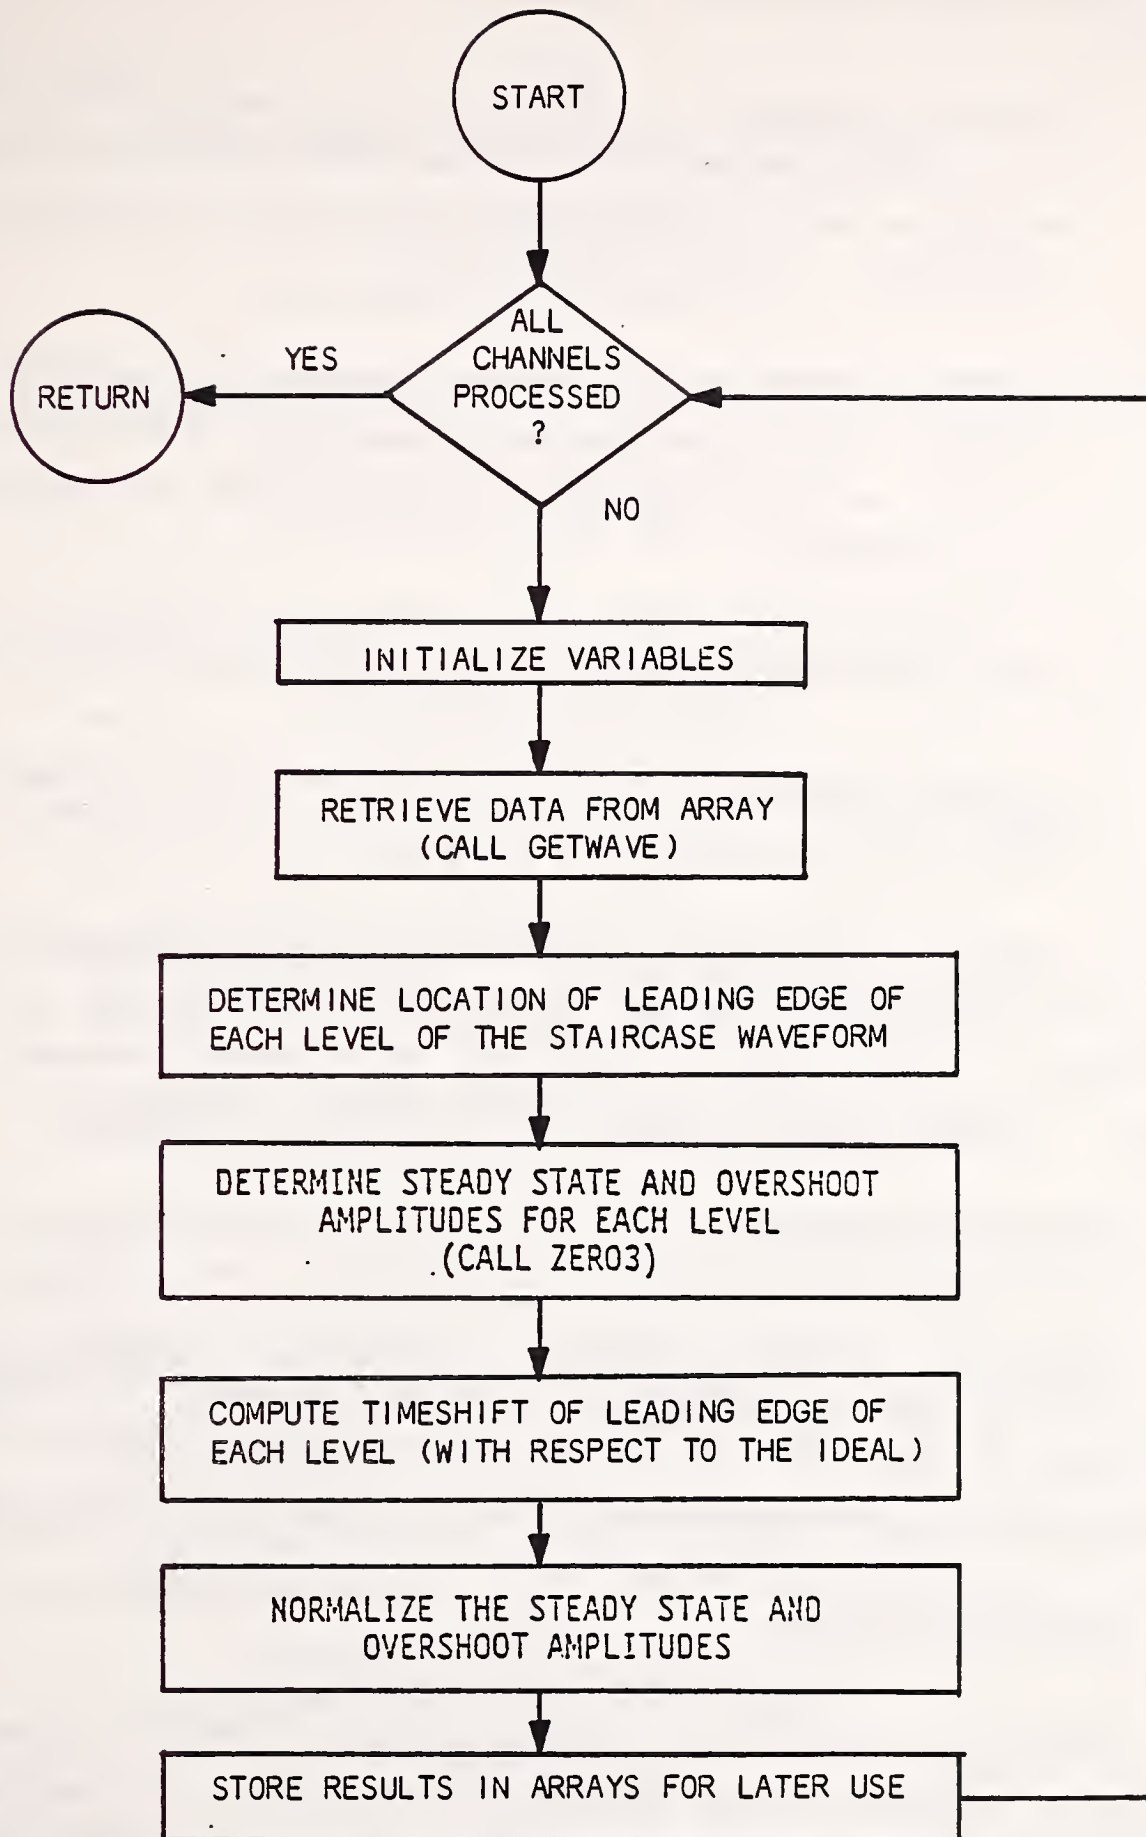 START
ALL
CHANNELS
PROCESSED
?
YES
RETURN
NO
INITIALIZE VARIABLES
RETRIEVE DATA FROM ARRAY
(CALL GETWAVE)
DETERMINE LOCATION OF LEADING EDGE OF
EACH LEVEL OF THE STAIRCASE WAVEFORM
DETERMINE STEADY STATE AND OVERSHOOT
AMPLITUDES FOR EACH LEVEL
(CALL ZERO3)
COMPUTE TIMESHIFT OF LEADING EDGE OF
EACH LEVEL (WITH RESPECT TO THE IDEAL)
NORMALIZE THE STEADY STATE AND
OVERSHOOT AMPLITUDES
STORE RESULTS IN ARRAYS FOR LATER USE